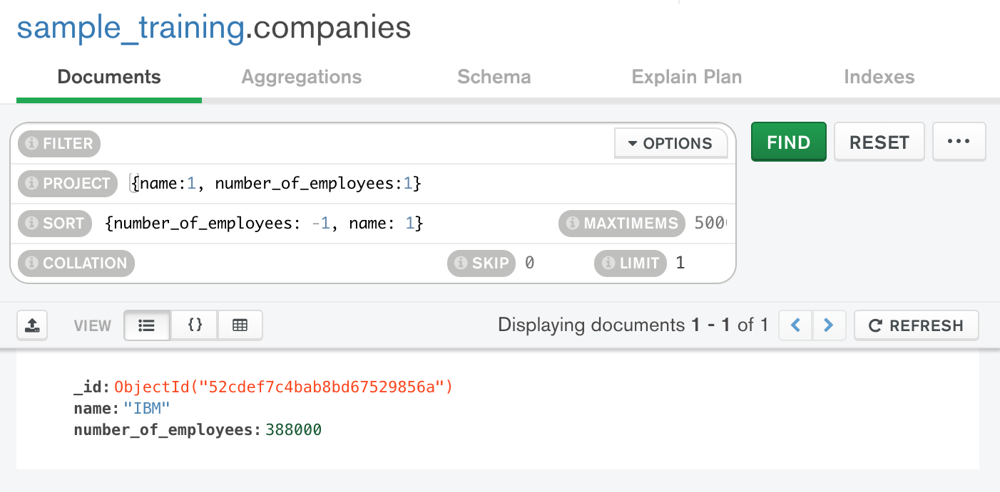 sample_training.companies
Documents Aggregations Schema Explain Plan Indexes
FILTER OPTIONS FIND RESET ...
PROJECT {name:1, number_of_employees:1}
SORT {number_of_employees: -1, name: 1} MAXTIMEMS 5000
COLLATION SKIP 0 LIMIT 1
VIEW {} Displaying documents 1 - 1 of 1 REFRESH
_id: ObjectId("52cdef7c4bab8bd67529856a")
name: "IBM"
number_of_employees: 388000